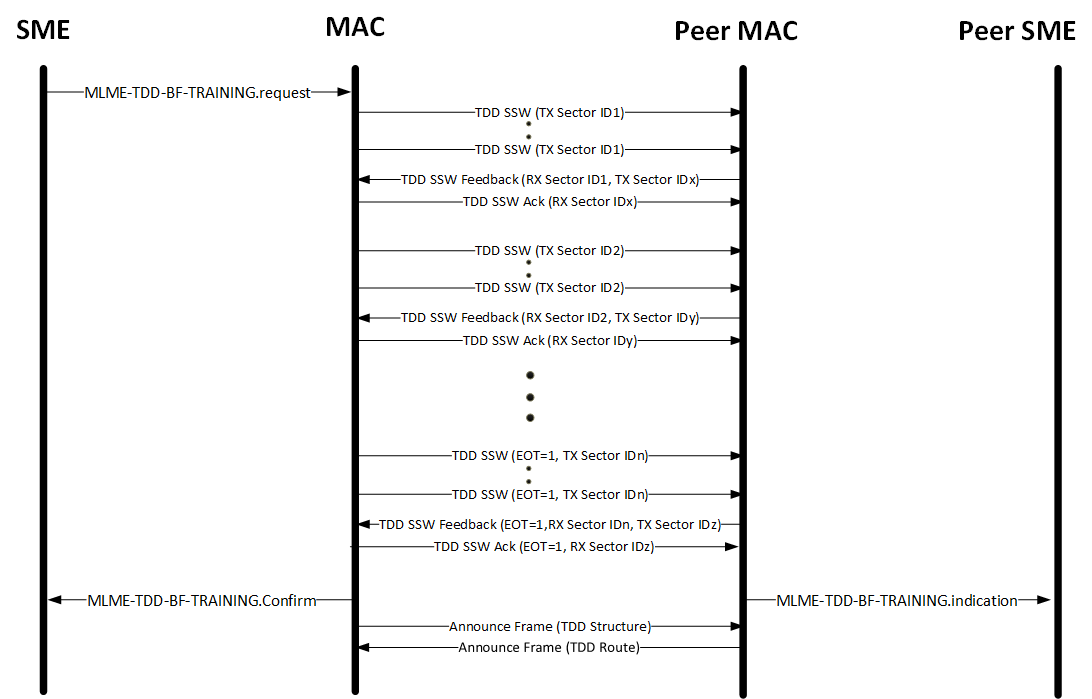 SME
MAC
Peer MAC
Peer SME
MLME-TDD-BF-TRAINING.request
TDD SSW (TX Sector ID1)
TDD SSW (TX Sector ID1)
TDD SSW Feedback (RX Sector ID1, TX Sector IDx)
TDD SSW Ack (RX Sector IDx)
TDD SSW (TX Sector ID2)
TDD SSW (TX Sector ID2)
TDD SSW Feedback (RX Sector ID2, TX Sector IDy)
TDD SSW Ack (RX Sector IDy)
TDD SSW (EOT=1, TX Sector IDn)
TDD SSW (EOT=1, TX Sector IDn)
TDD SSW Feedback (EOT=1,RX Sector IDn, TX Sector IDz)
TDD SSW Ack (EOT=1, RX Sector IDz)
MLME-TDD-BF-TRAINING.Confirm
MLME-TDD-BF-TRAINING.indication
Announce Frame (TDD Structure)
Announce Frame (TDD Route)